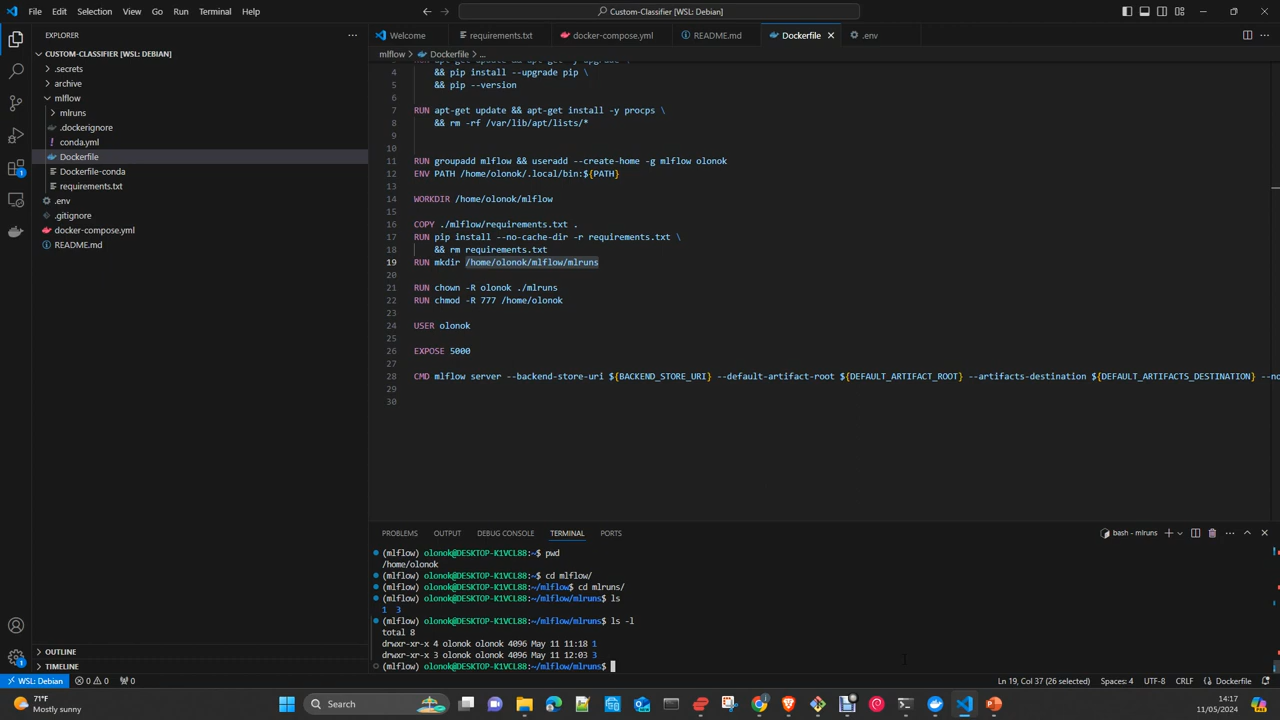 File Edit Selection View Go Run Terminal Help
Custom-Classifier [WSL: Debian]
EXPLORER
Welcome requirements.txt docker-compose.yml README.md Dockerfile .env
CUSTOM-CLASSIFIER [WSL: DEBIAN]
.secrets
archive
mlflow
mlruns
.dockerignore
conda.yml
Dockerfile
Dockerfile-conda
requirements.txt
.env
.gitignore
docker-compose.yml
README.md
OUTLINE
TIMELINE
mlflow > Dockerfile > ...
4 && pip install --upgrade pip \
5 && pip --version
6
7 RUN apt-get update && apt-get install -y procps \
8 && rm -rf /var/lib/apt/lists/*
9
10
11 RUN groupadd mlflow && useradd --create-home -g mlflow olonok
12 ENV PATH /home/olonok/.local/bin:${PATH}
13
14 WORKDIR /home/olonok/mlflow
15
16 COPY ./mlflow/requirements.txt .
17 RUN pip install --no-cache-dir -r requirements.txt \
18 && rm requirements.txt
19 RUN mkdir /home/olonok/mlflow/mlruns
20
21 RUN chown -R olonok ./mlruns
22 RUN chmod -R 777 /home/olonok
23
24 USER olonok
25
26 EXPOSE 5000
27
28 CMD mlflow server --backend-store-uri ${BACKEND_STORE_URI} --default-artifact-root ${DEFAULT_ARTIFACT_ROOT} --artifacts-destination ${DEFAULT_ARTIFACTS_DESTINATION} --no
29
30
PROBLEMS OUTPUT DEBUG CONSOLE TERMINAL PORTS
bash - mlruns
(mlflow) olonok@DESKTOP-K1VCL88:~$ pwd
/home/olonok
(mlflow) olonok@DESKTOP-K1VCL88:~$ cd mlflow/
(mlflow) olonok@DESKTOP-K1VCL88:~/mlflow$ cd mlruns/
(mlflow) olonok@DESKTOP-K1VCL88:~/mlflow/mlruns$ ls
1 3
(mlflow) olonok@DESKTOP-K1VCL88:~/mlflow/mlruns$ ls -l
total 8
drwxr-xr-x 4 olonok olonok 4096 May 11 11:18 1
drwxr-xr-x 3 olonok olonok 4096 May 11 12:03 3
(mlflow) olonok@DESKTOP-K1VCL88:~/mlflow/mlruns$
WSL: Debian 0 0 0 Ln 19, Col 37 (26 selected) Spaces: 4 UTF-8 CRLF Dockerfile
71°F
Mostly sunny
Search
14:17
11/05/2024